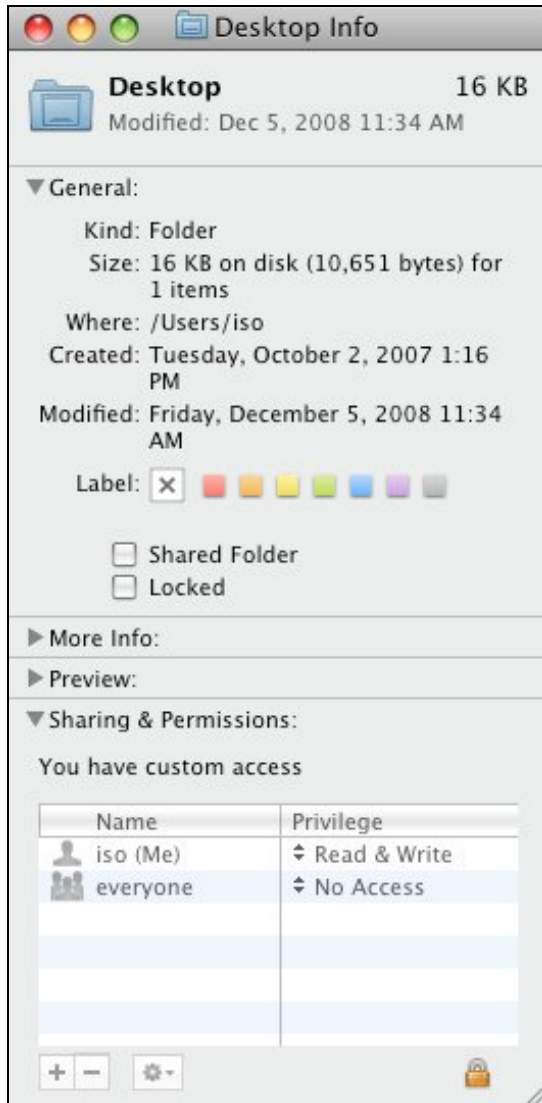 Desktop Info
Desktop 16 KB
Modified: Dec 5, 2008 11:34 AM
General:
Kind: Folder
Size: 16 KB on disk (10,651 bytes) for
1 items
Where: /Users/iso
Created: Tuesday, October 2, 2007 1:16
PM
Modified: Friday, December 5, 2008 11:34
AM
Label:
Shared Folder
Locked
More Info:
Preview:
Sharing & Permissions:
You have custom access
Name Privilege
iso (Me) Read & Write
everyone No Access